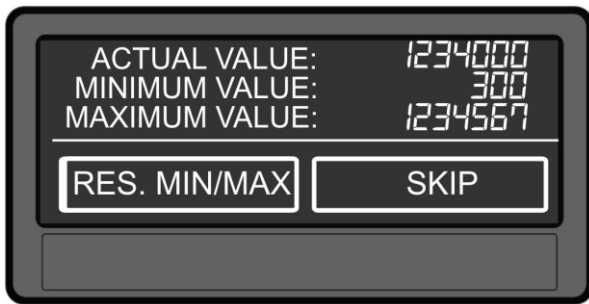 ACTUAL VALUE: 1234000
MINIMUM VALUE: 300
MAXIMUM VALUE: 1234567
RES. MIN/MAX SKIP